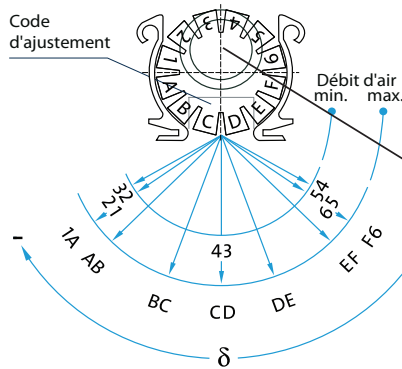 Code
d'ajustement
1 2 3 4 5 6
A B C D E F
Débit d'air
min. max.
32
21
54
65
43
1A AB BC CD DE EF F6
-
δ